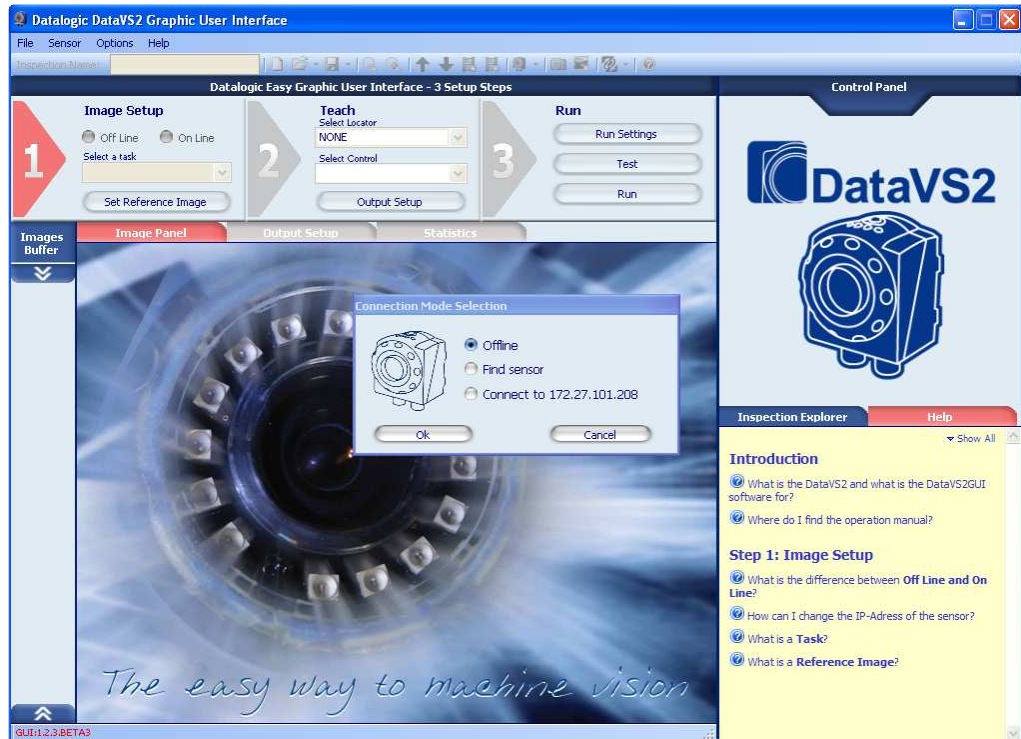 Datalogic DataVS2 Graphic User Interface
File Sensor Options Help
Inspection Name:
Datalogic Easy Graphic User Interface - 3 Setup Steps
Control Panel
1
Image Setup
Off Line On Line
Select a task
Set Reference Image
2
Teach
Select Locator
NONE
Select Control
Output Setup
3
Run
Run Settings
Test
Run
DataVS2
Images
Buffer
Image Panel Output Setup Statistics
Connection Mode Selection
Offline
Find sensor
Connect to 172.27.101.208
Ok Cancel
The easy way to machine vision
Inspection Explorer Help
Show All
Introduction
What is the DataVS2 and what is the DataVS2GUI
software for?
Where do I find the operation manual?
Step 1: Image Setup
What is the difference between Off Line and On
Line?
How can I change the IP-Adress of the sensor?
What is a Task?
What is a Reference Image?
GUI:1.2.3.BETA3